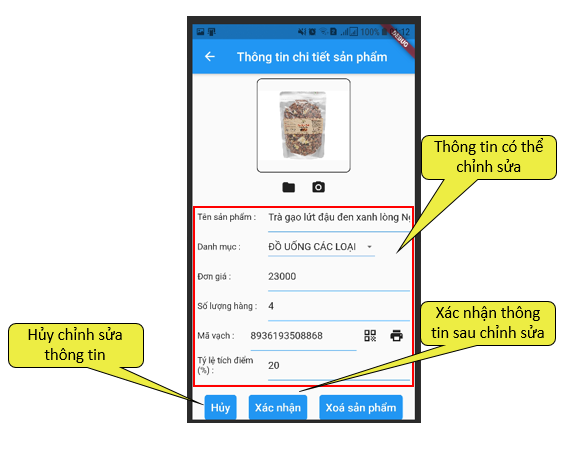 100%
12
DEBUG
Thông tin chi tiết sản phẩm
Thông tin có thể
chỉnh sửa
Tên sản phẩm :
Trà gạo lứt đậu đen xanh lòng Ng
Danh mục :
ĐỒ UỐNG CÁC LOẠI
Đơn giá :
23000
Số lượng hàng :
4
Xác nhận thông
tin sau chỉnh sửa
Hủy chỉnh sửa
thông tin
Mã vạch :
8936193508868
Tỷ lệ tích điểm
(%) :
20
Hủy
Xác nhận
Xoá sản phẩm